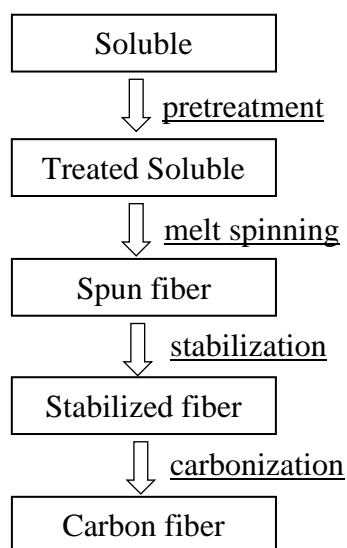 Soluble
pretreatment
Treated Soluble
melt spinning
Spun fiber
stabilization
Stabilized fiber
carbonization
Carbon fiber